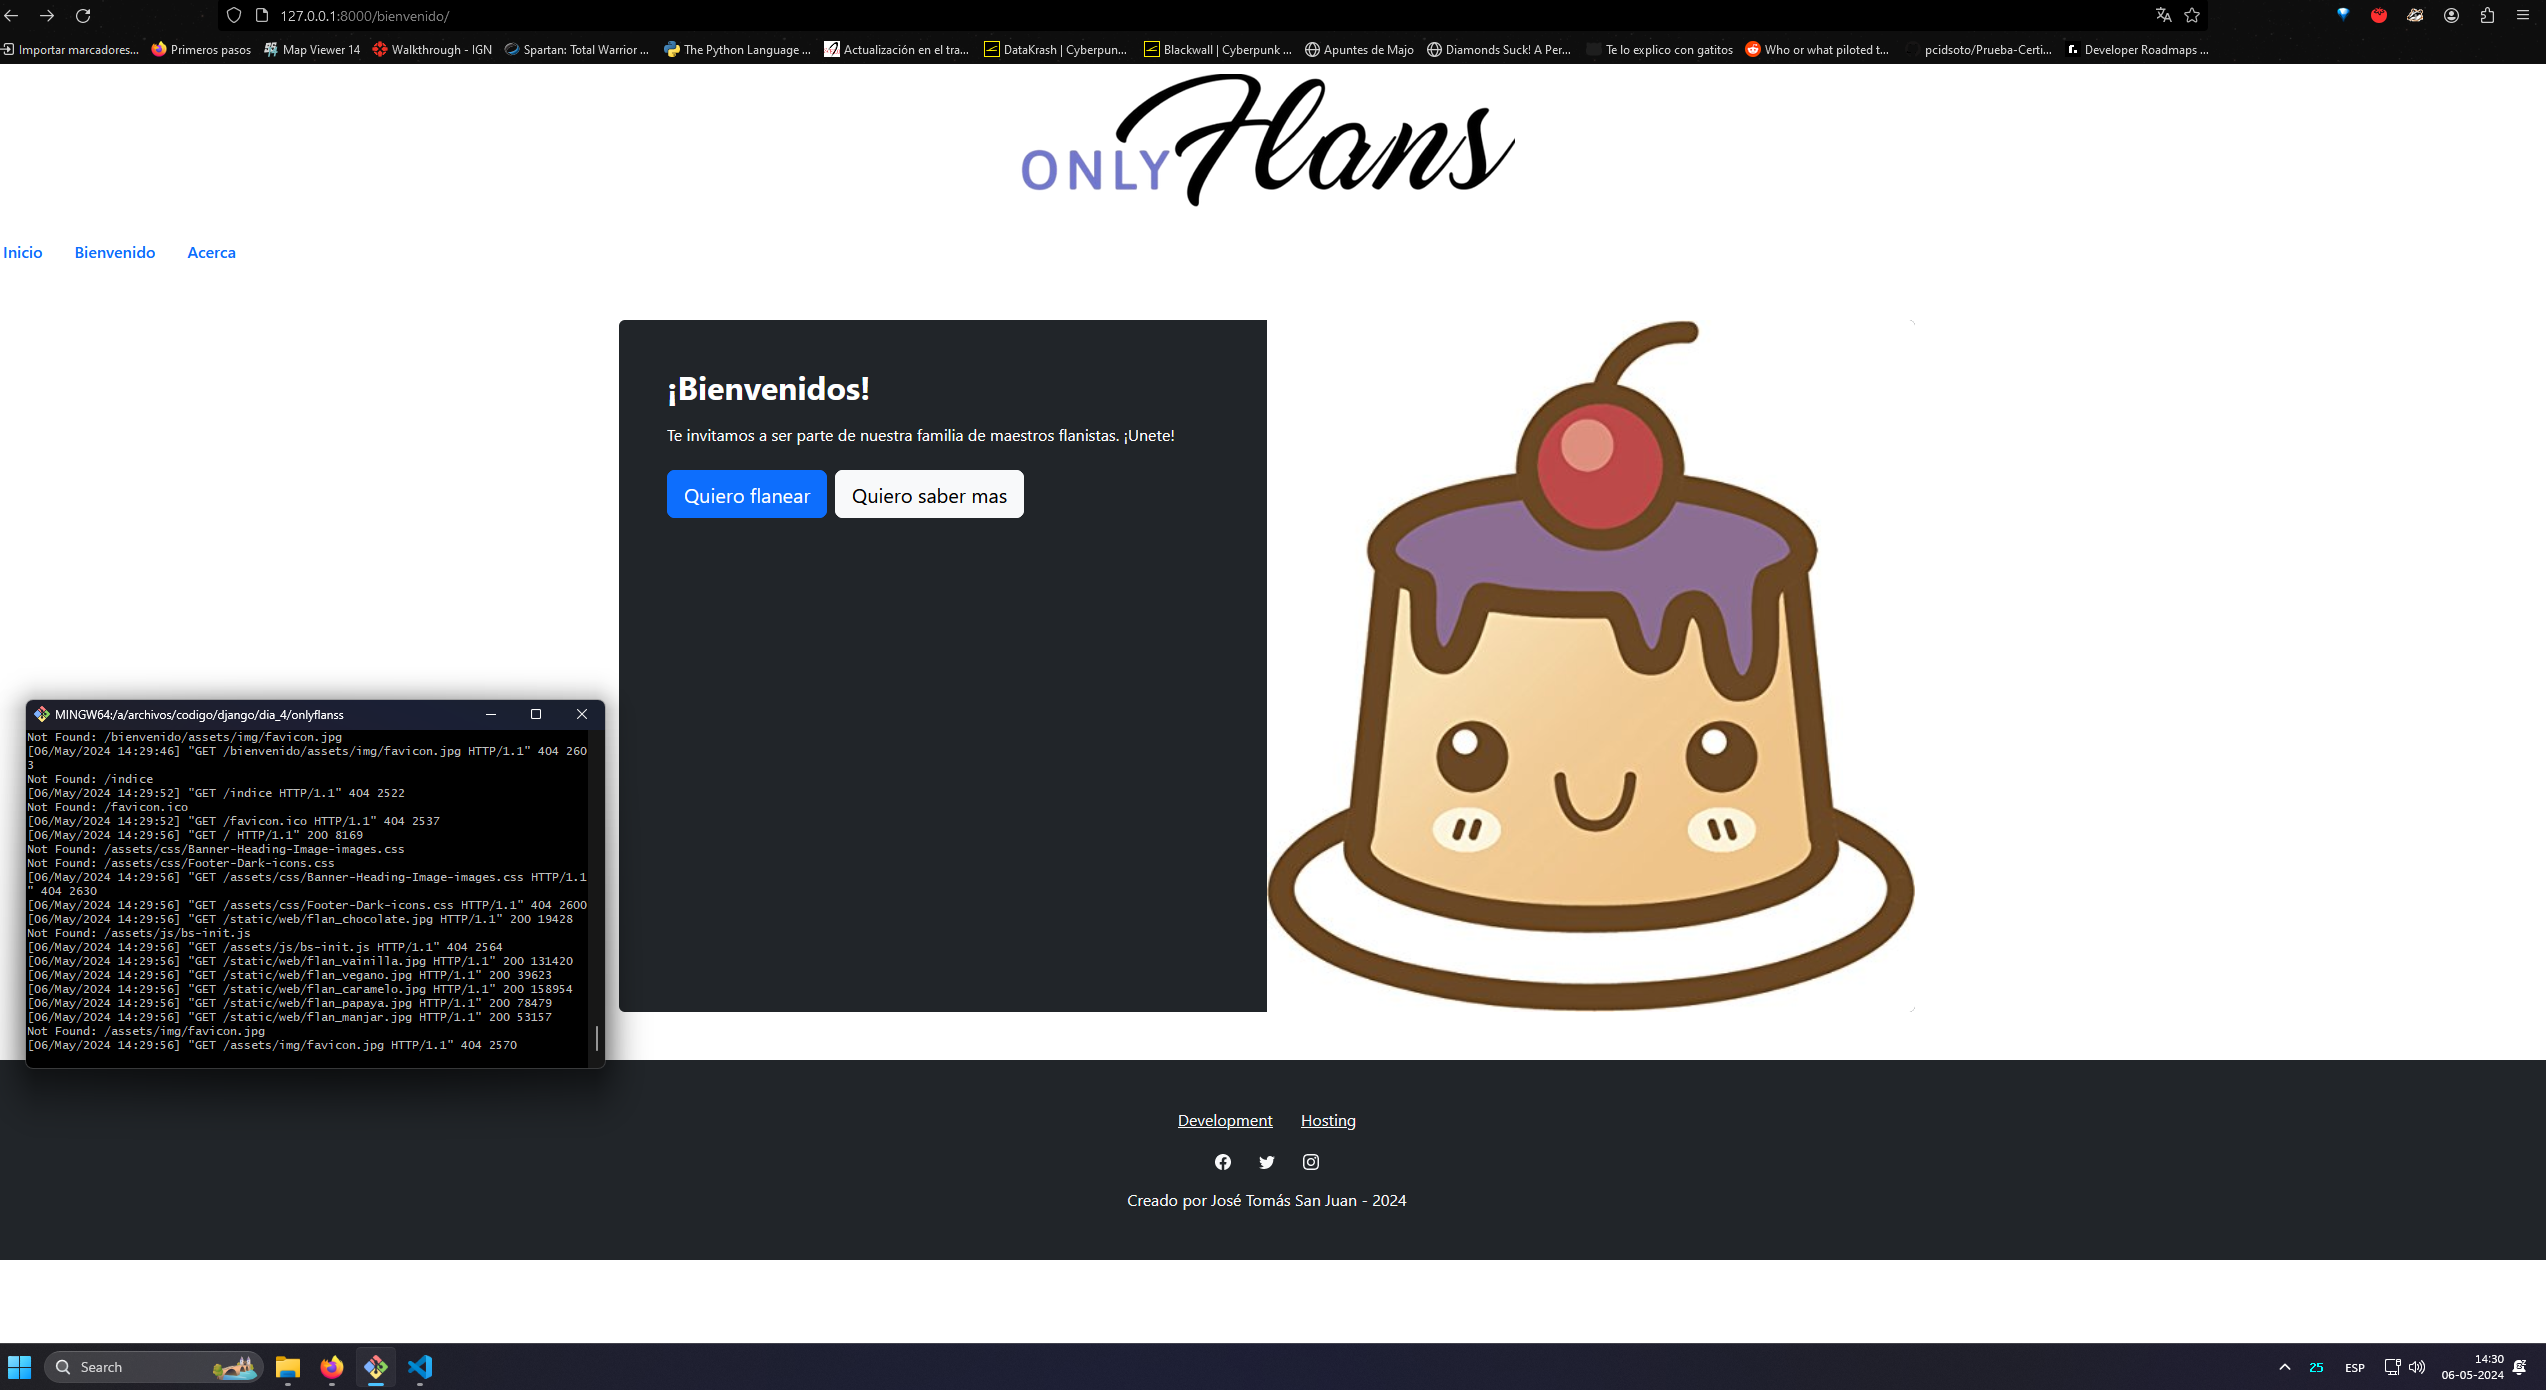 127.0.0.1:8000/bienvenido/
Importar marcadores...
Primeros pasos
Map Viewer 14
Walkthrough - IGN
Spartan: Total Warrior ...
The Python Language ...
Actualización en el tra...
DataKrash | Cyberpun...
Blackwall | Cyberpunk ...
Apuntes de Majo
Diamonds Suck! A Per...
Te lo explico con gatitos
Who or what piloted t...
pcidsoto/Prueba-Certi...
Developer Roadmaps ...
ONLY Flans
Inicio
Bienvenido
Acerca
¡Bienvenidos!
Te invitamos a ser parte de nuestra familia de maestros flanistas. ¡Unete!
Quiero flanear
Quiero saber mas
MINGW64:/a/archivos/codigo/django/dia_4/onlyflanss
Not Found: /bienvenido/assets/img/favicon.jpg
[06/May/2024 14:29:46] "GET /bienvenido/assets/img/favicon.jpg HTTP/1.1" 404 260
3
Not Found: /indice
[06/May/2024 14:29:52] "GET /indice HTTP/1.1" 404 2522
Not Found: /favicon.ico
[06/May/2024 14:29:52] "GET /favicon.ico HTTP/1.1" 404 2537
[06/May/2024 14:29:56] "GET / HTTP/1.1" 200 8169
Not Found: /assets/css/Banner-Heading-Image-images.css
Not Found: /assets/css/Footer-Dark-icons.css
[06/May/2024 14:29:56] "GET /assets/css/Banner-Heading-Image-images.css HTTP/1.1
" 404 2630
[06/May/2024 14:29:56] "GET /assets/css/Footer-Dark-icons.css HTTP/1.1" 404 2600
[06/May/2024 14:29:56] "GET /static/web/flan_chocolate.jpg HTTP/1.1" 200 19428
Not Found: /assets/js/bs-init.js
[06/May/2024 14:29:56] "GET /assets/js/bs-init.js HTTP/1.1" 404 2564
[06/May/2024 14:29:56] "GET /static/web/flan_vainilla.jpg HTTP/1.1" 200 131420
[06/May/2024 14:29:56] "GET /static/web/flan_vegano.jpg HTTP/1.1" 200 39623
[06/May/2024 14:29:56] "GET /static/web/flan_caramelo.jpg HTTP/1.1" 200 158954
[06/May/2024 14:29:56] "GET /static/web/flan_papaya.jpg HTTP/1.1" 200 78479
[06/May/2024 14:29:56] "GET /static/web/flan_manjar.jpg HTTP/1.1" 200 53157
Not Found: /assets/img/favicon.jpg
[06/May/2024 14:29:56] "GET /assets/img/favicon.jpg HTTP/1.1" 404 2570
Development
Hosting
Creado por José Tomás San Juan - 2024
Search
25
ESP
14:30
06-05-2024